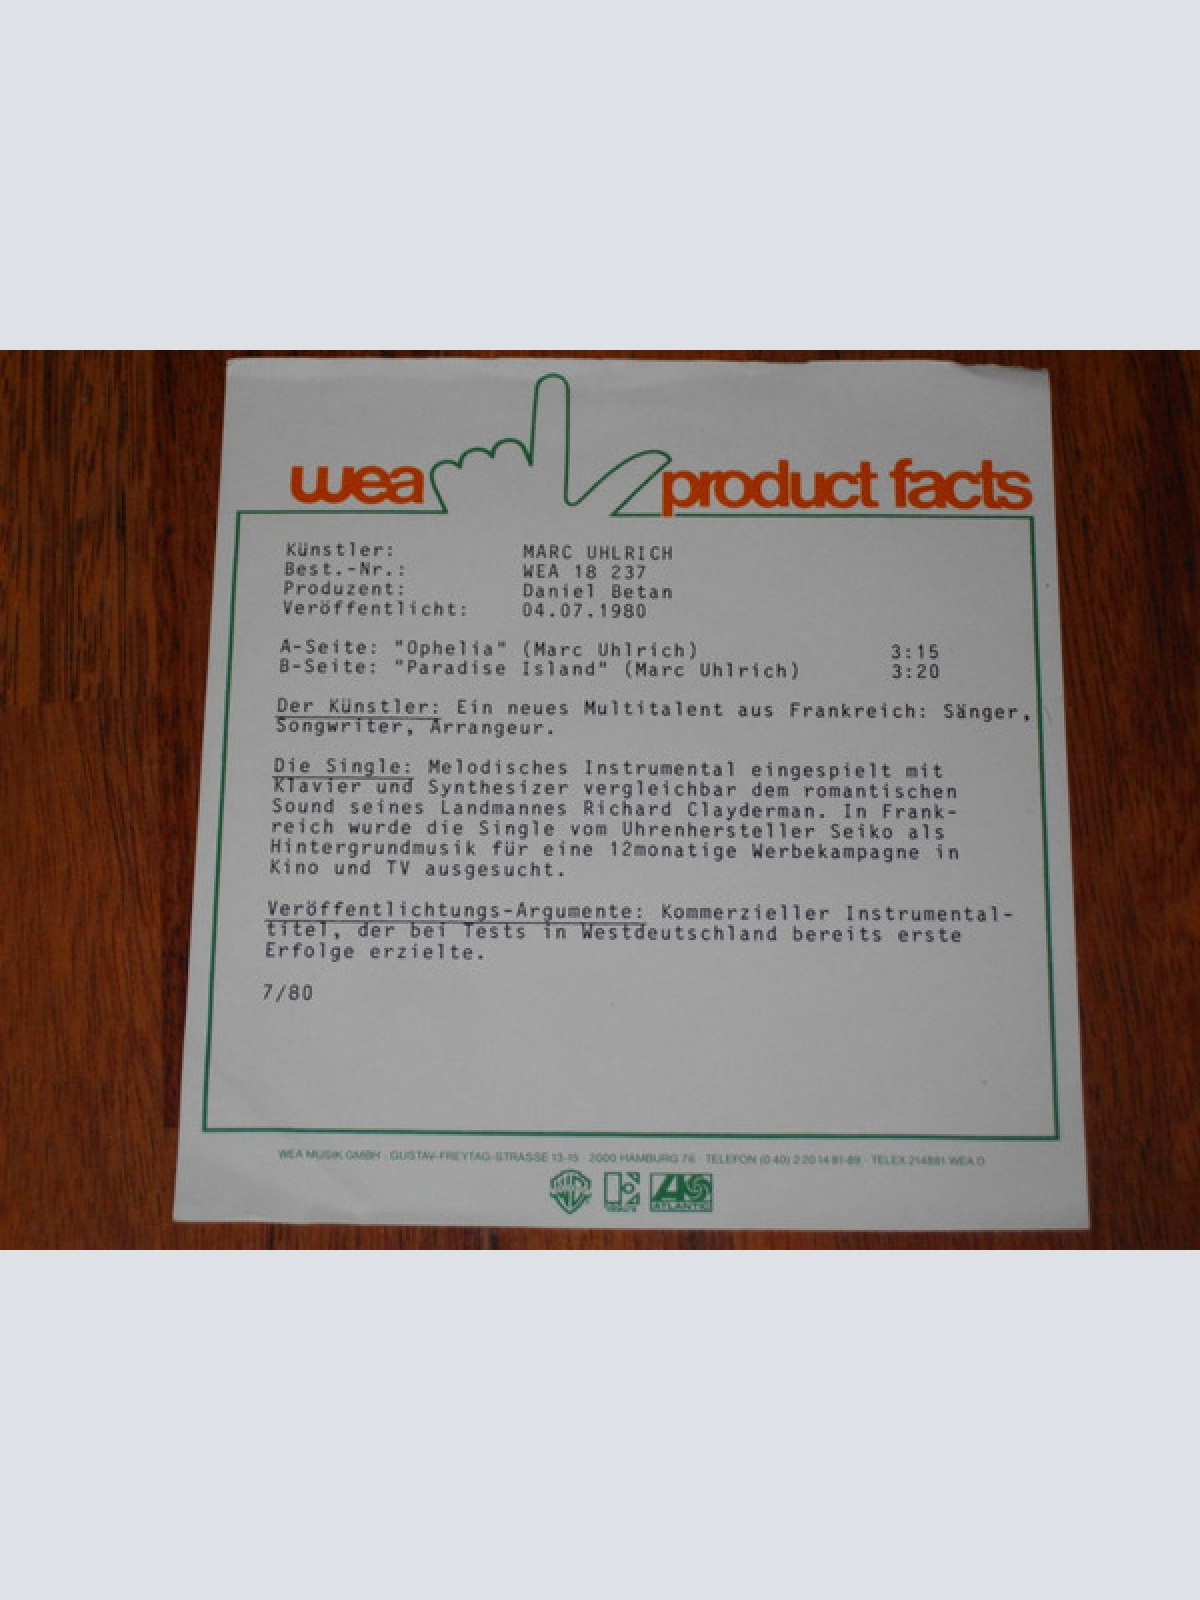 wea product facts
Künstler: MARC UHLRICH
Best.-Nr.: WEA 18 237
Produzent: Daniel Betan
Veröffentlicht: 04.07.1980
A-Seite: "Ophelia" (Marc Uhlrich) 3:15
B-Seite: "Paradise Island" (Marc Uhlrich) 3:20
Der Künstler: Ein neues Multitalent aus Frankreich: Sänger,
Songwriter, Arrangeur.
Die Single: Melodisches Instrumental eingespielt mit
Klavier und Synthesizer vergleichbar dem romantischen
Sound seines Landmannes Richard Clayderman. In Frank-
reich wurde die Single vom Uhrenhersteller Seiko als
Hintergrundmusik für eine 12monatige Werbekampagne in
Kino und TV ausgesucht.
Veröffentlichtungs-Argumente: Kommerzieller Instrumental-
titel, der bei Tests in Westdeutschland bereits erste
Erfolge erzielte.
7/80
WEA MUSIK GMBH · GUSTAV-FREYTAG-STRASSE 13-15 · 2000 HAMBURG 76 · TELEFON (0 40) 2 20 14 81-89 · TELEX 214881 WEA D
ATLANTIC